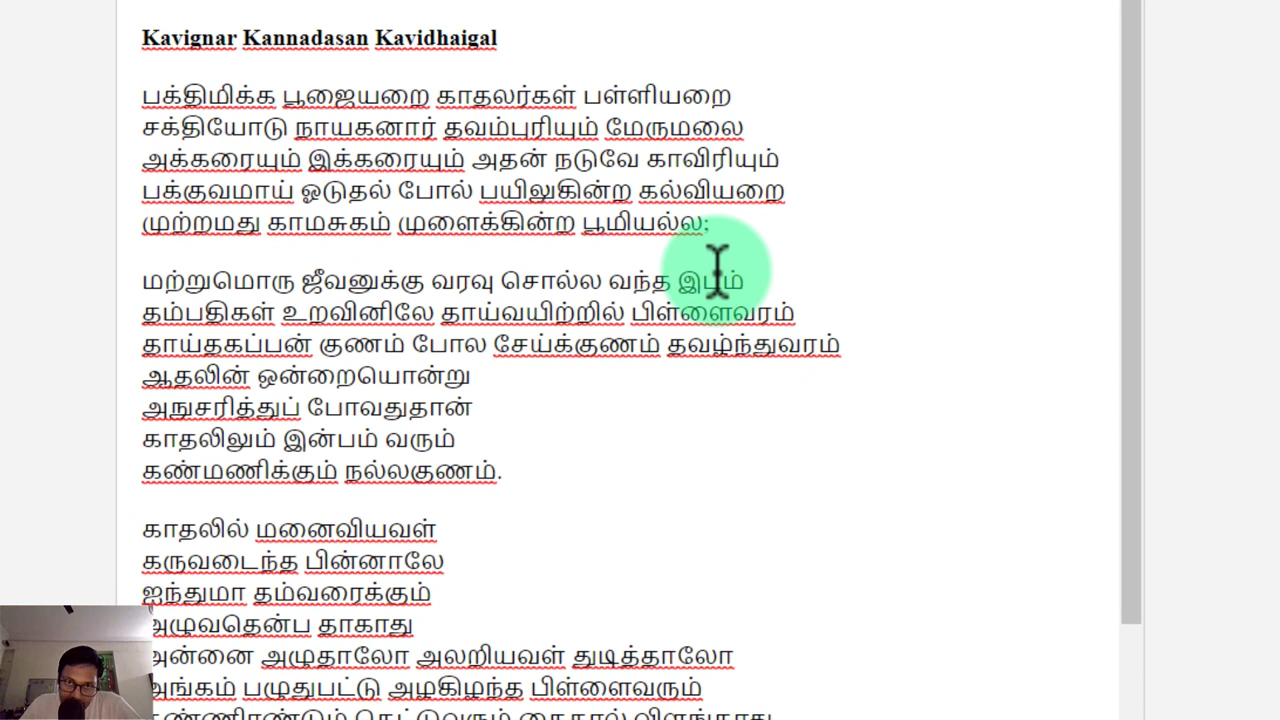 Kavignar Kannadasan Kavidhaigal
பக்திமிக்க பூஜையறை காதலர்கள் பள்ளியறை
சக்தியோடு நாயகனார் தவம்புரியும் மேருமலை
அக்கரையும் இக்கரையும் அதன் நடுவே காவிரியும்
பக்குவமாய் ஓடுதல் போல் பயிலுகின்ற கல்வியறை
முற்றமது காமசுகம் முளைக்கின்ற பூமியல்ல;
மற்றுமொரு ஜீவனுக்கு வரவு சொல்ல வந்த
தம்பதிகள் உறவினிலே தாய்வயிற்றில் பிள்ளைவரம்
தாய்தகப்பன் குணம் போல சேய்க்குணம் தவழ்ந்துவரம்
ஆதலின் ஒன்றையொன்று
அநுசரித்துப் போவதுதான்
காதலிலும் இன்பம் வரும்
கண்மணிக்கும் நல்லகுணம்.
காதலில் மனைவியவள்
கருவடைந்த பின்னாலே
ஐந்துமா தம்வரைக்கும்
அழுவதென்ப தாகாது
அன்னை அழுதாலோ அலறியவள் துடித்தாலோ
அங்கம் பழுதுபட்டு அழகிழந்த பிள்ளைவரும்